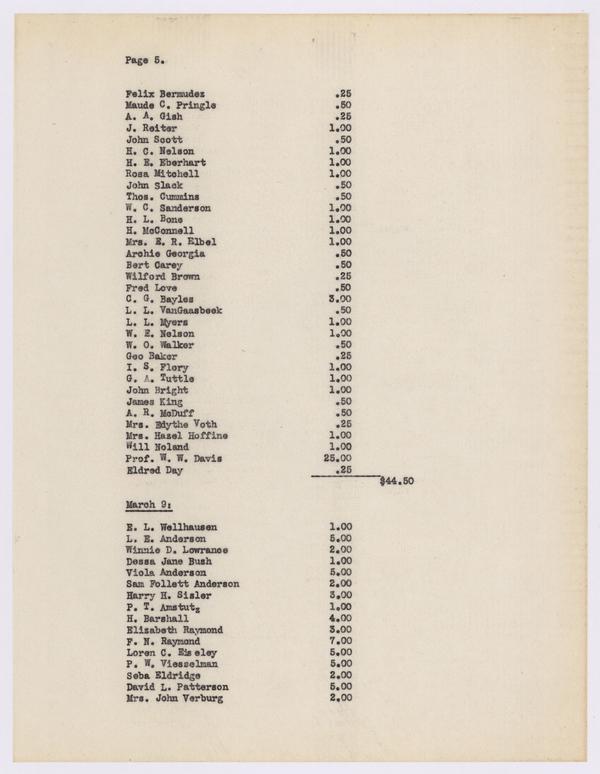 Page 5.
Felix Bermudez .25
Maude C. Pringle .50
A. A. Gish .25
J. Reiter 1.00
John Scott .50
H. C. Nelson 1.00
H. E. Eberhart 1.00
Rosa Mitchell 1.00
John Slack .50
Thos. Cummins .50
W. C. Sanderson 1.00
H. L. Bone 1.00
H. McConnell 1.00
Mrs. E. R. Elbel 1.00
Archie Georgia .50
Bert Carey .50
Wilford Brown .25
Fred Love .50
C. G. Bayles 3.00
L. L. VanGaasbeek .50
L. L. Myers 1.00
W. E. Nelson 1.00
W. O. Walker .50
Geo Baker .25
I. S. Flory 1.00
G. A. Tuttle 1.00
John Bright 1.00
James King .50
A. R. McDuff .50
Mrs. Edythe Voth .25
Mrs. Hazel Hoffine 1.00
Will Noland 1.00
Prof. W. W. Davis 25.00
Eldred Day .25
$44.50
March 9:
E. L. Wellhausen 1.00
L. E. Anderson 5.00
Winnie D. Lowrance 2.00
Dessa Jane Bush 1.00
Viola Anderson 5.00
Sam Follett Anderson 2.00
Harry H. Sisler 3.00
P. T. Amstutz 1.00
H. Barshall 4.00
Elizabeth Raymond 3.00
F. N. Raymond 7.00
Loren C. Eiseley 5.00
P. W. Viesselman 5.00
Seba Eldridge 2.00
David L. Patterson 5.00
Mrs. John Verburg 2.00